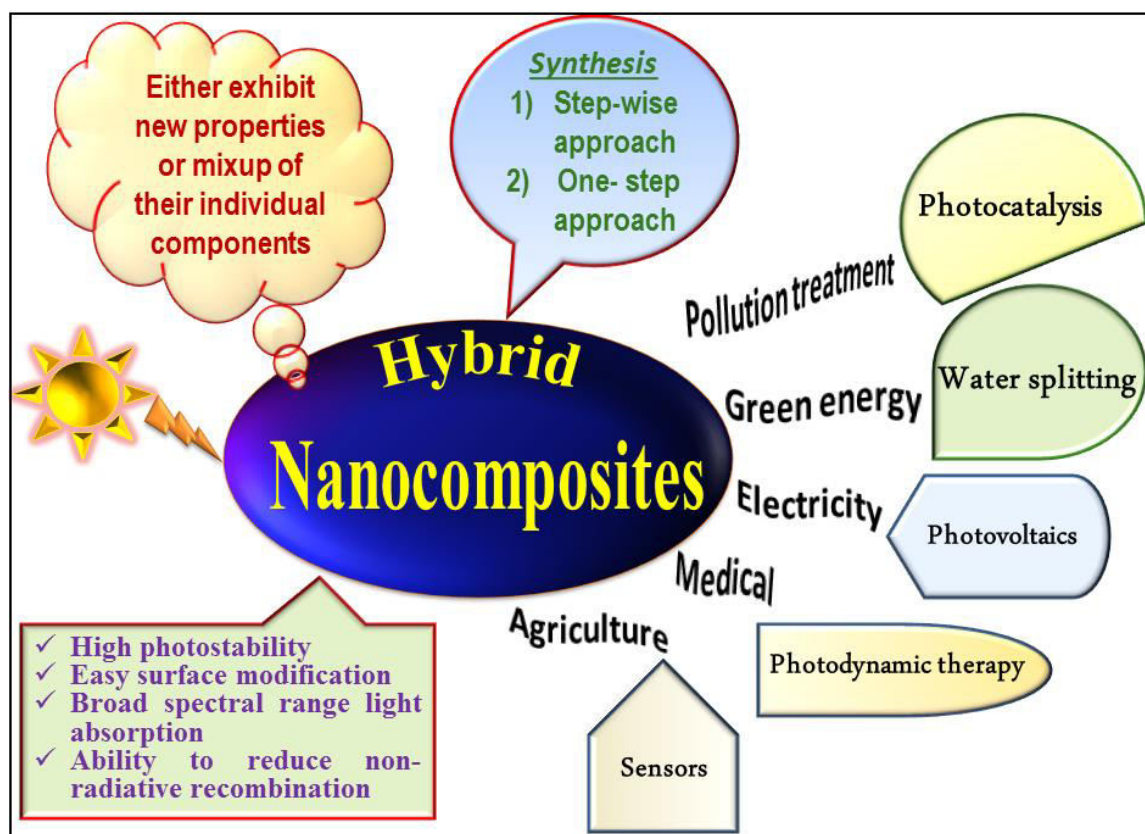 Either exhibit
new properties
or mixup of
their individual
components
Synthesis
1) Step-wise
approach
2) One- step
approach
Hybrid
Nanocomposites
Pollution treatment
Photocatalysis
Green energy
Water splitting
Electricity
Photovoltaics
Medical
Photodynamic therapy
Agriculture
Sensors
✓ High photostability
✓ Easy surface modification
✓ Broad spectral range light
absorption
✓ Ability to reduce non-
radiative recombination